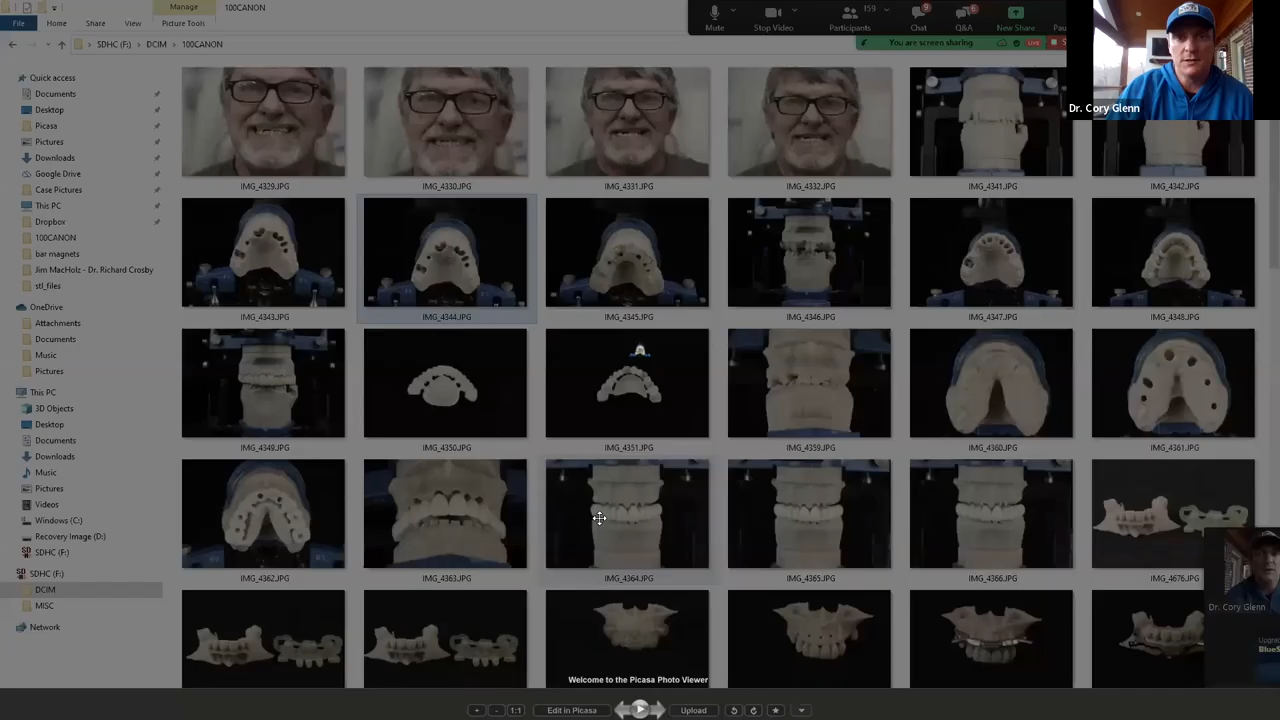 Manage
100CANON
File
Home
Share
View
Picture Tools
SDHC (F:)
DCIM
100CANON
Mute
Stop Video
159
Participants
9
Chat
6
Q&A
New Share
You are screen sharing
LIVE
Dr. Cory Glenn
Quick access
Documents
Desktop
Picasa
Pictures
Downloads
Google Drive
Case Pictures
This PC
Dropbox
100CANON
bar magnets
Jim MacHolz - Dr. Richard Crosby
stl_files
OneDrive
Attachments
Documents
Music
Pictures
This PC
3D Objects
Desktop
Documents
Downloads
Music
Pictures
Videos
Windows (C:)
Recovery Image (D:)
SDHC (F:)
SDHC (F:)
DCIM
MISC
Network
IMG_4329.JPG
IMG_4330.JPG
IMG_4331.JPG
IMG_4332.JPG
IMG_4341.JPG
IMG_4342.JPG
IMG_4343.JPG
IMG_4344.JPG
IMG_4345.JPG
IMG_4346.JPG
IMG_4347.JPG
IMG_4348.JPG
IMG_4349.JPG
IMG_4350.JPG
IMG_4351.JPG
IMG_4359.JPG
IMG_4360.JPG
IMG_4361.JPG
IMG_4362.JPG
IMG_4363.JPG
IMG_4364.JPG
IMG_4365.JPG
IMG_4366.JPG
IMG_4676.JPG
Dr. Cory Glenn
Welcome to the Picasa Photo Viewer
1:1
Edit in Picasa
Upload